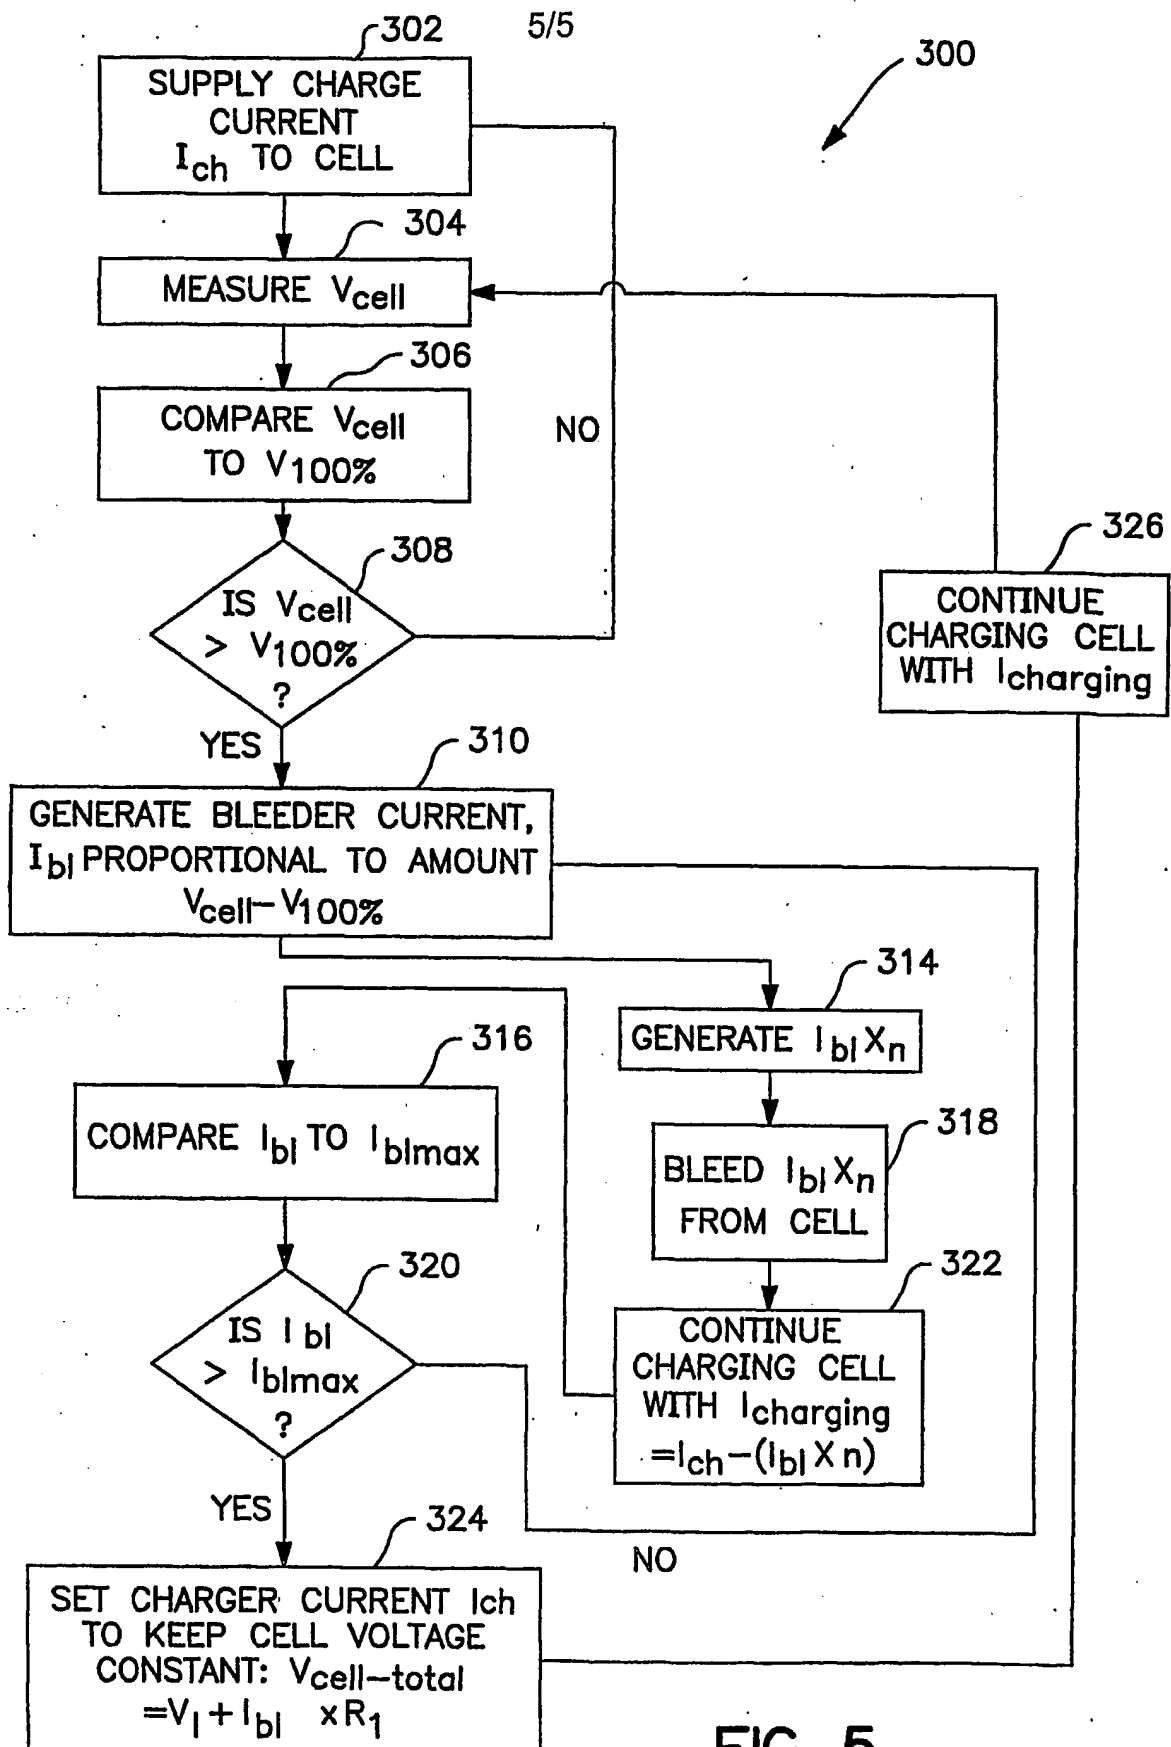 5/5
300
302
SUPPLY CHARGE
CURRENT
Ich TO CELL
304
MEASURE Vcell
306
COMPARE Vcell
TO V100%
NO
308
IS Vcell
> V100%
?
YES
326
CONTINUE
CHARGING CELL
WITH Icharging
310
GENERATE BLEEDER CURRENT,
Ibl PROPORTIONAL TO AMOUNT
Vcell-V100%
314
GENERATE Ibl Xn
316
COMPARE Ibl TO Iblmax
318
BLEED Ibl Xn
FROM CELL
320
IS Ibl
> Iblmax
?
YES
322
CONTINUE
CHARGING CELL
WITH Icharging
=Ich-(Ibl X n)
NO
324
SET CHARGER CURRENT Ich
TO KEEP CELL VOLTAGE
CONSTANT: Vcell-total
=Vl+Ibl xR1
FIG. 5